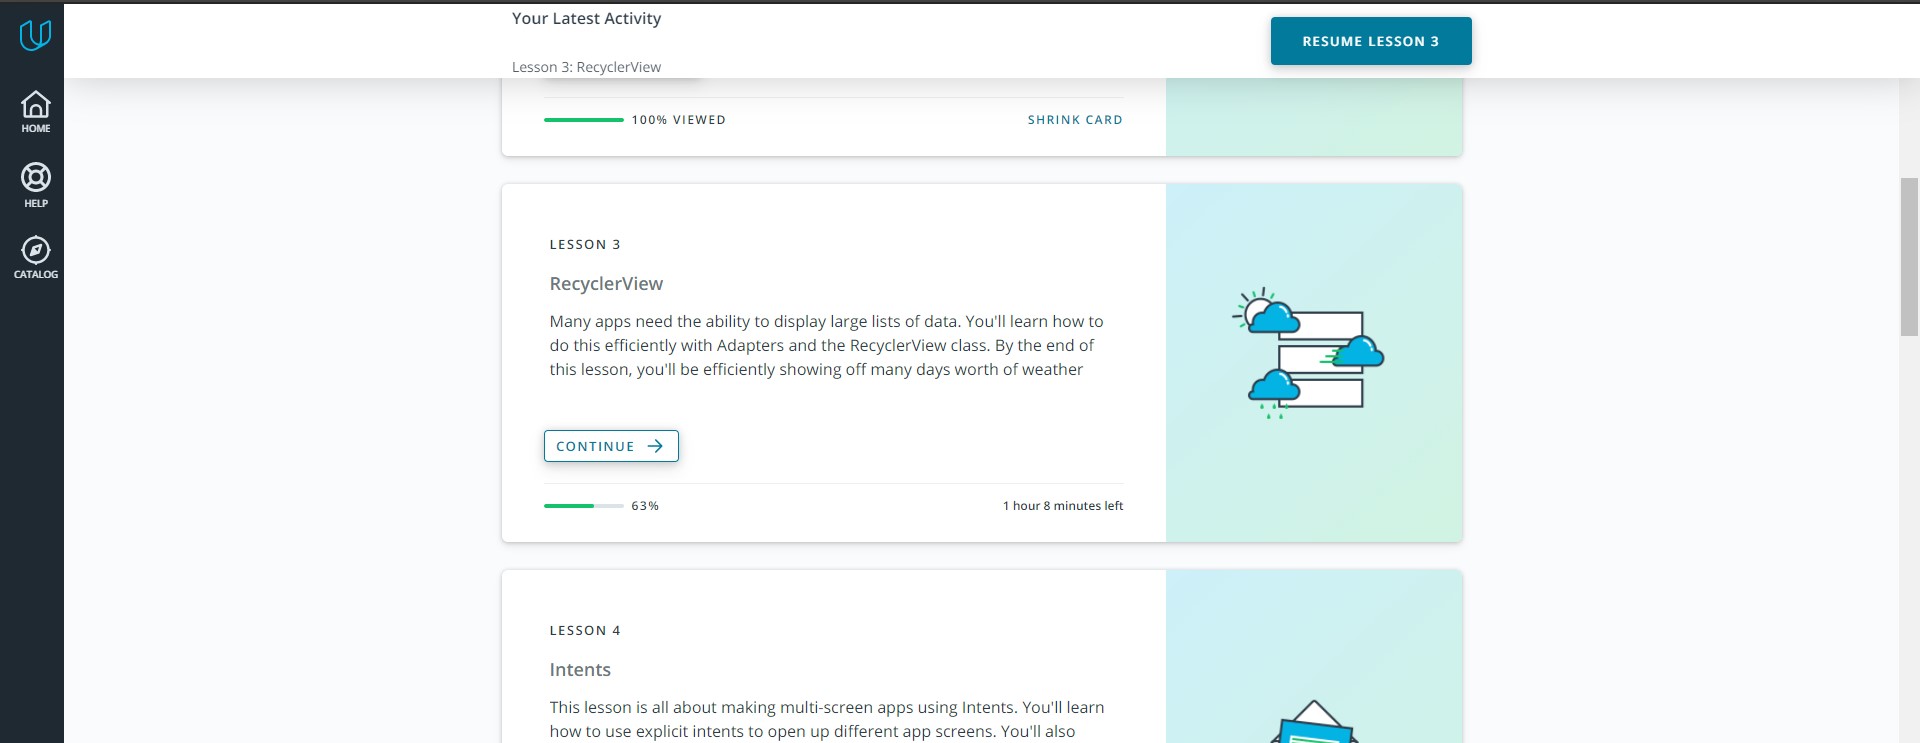 Your Latest Activity
Lesson 3: RecyclerView
RESUME LESSON 3
HOME
HELP
CATALOG
100% VIEWED
SHRINK CARD
LESSON 3
RecyclerView
Many apps need the ability to display large lists of data. You'll learn how to
do this efficiently with Adapters and the RecyclerView class. By the end of
this lesson, you'll be efficiently showing off many days worth of weather
CONTINUE
63%
1 hour 8 minutes left
LESSON 4
Intents
This lesson is all about making multi-screen apps using Intents. You'll learn
how to use explicit intents to open up different app screens. You'll also